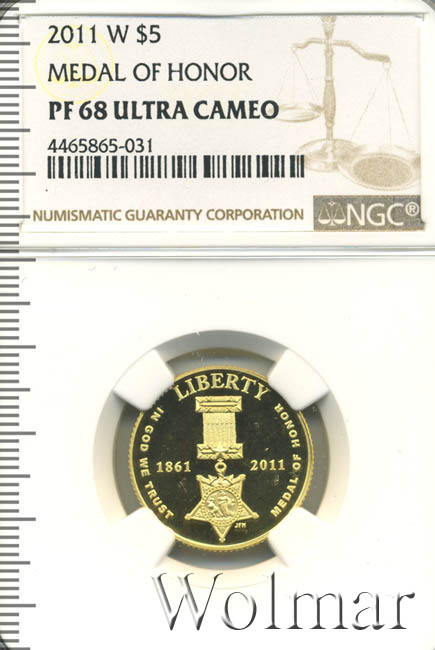 2011 W $5
MEDAL OF HONOR
PF 68 ULTRA CAMEO
4465865-031
NUMISMATIC GUARANTY CORPORATION
NGC®
LIBERTY
IN GOD WE TRUST
1861 2011
MEDAL OF HONOR
JFM
Wolmar